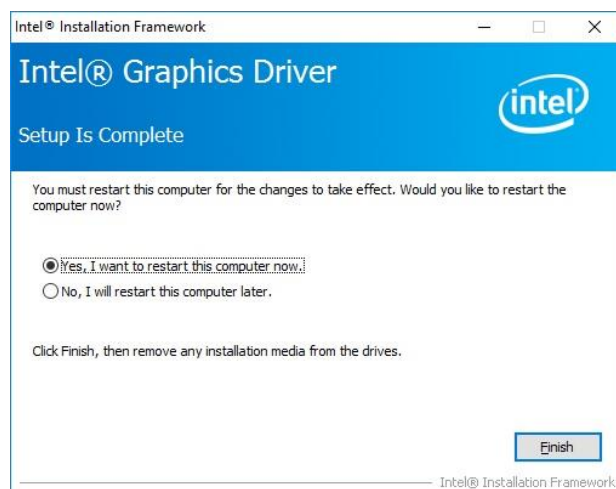 Intel® Installation Framework
Intel® Graphics Driver
intel
Setup Is Complete
You must restart this computer for the changes to take effect. Would you like to restart the
computer now?
Yes, I want to restart this computer now.
No, I will restart this computer later.
Click Finish, then remove any installation media from the drives.
Finish
Intel® Installation Framework